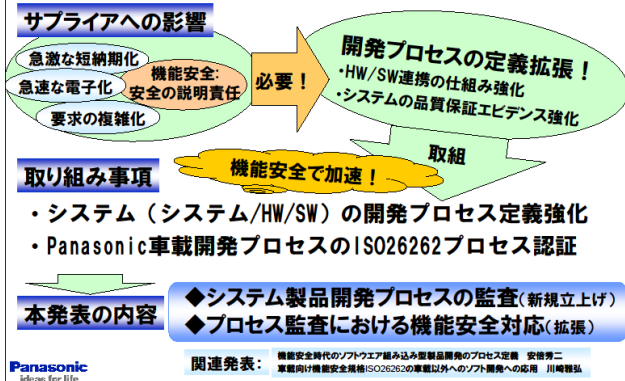 サプライアへの影響
急激な短納期化
急速な電子化
要求の複雑化
機能安全:
安全の説明責任
必要！
開発プロセスの定義拡張！
・HW/SW連携の仕組み強化
・システムの品質保証エビデンス強化
取組
機能安全で加速！
取り組み事項
・システム（システム/HW/SW）の開発プロセス定義強化
・Panasonic車載開発プロセスのISO26262プロセス認証
本発表の内容
◆システム製品開発プロセスの監査(新規立上げ)
◆プロセス監査における機能安全対応(拡張)
関連発表:
機能安全時代のソフトウエア組み込み型製品開発のプロセス定義　安倍秀二
車載向け機能安全規格ISO26262の車載以外へのソフト開発への応用　川崎雅弘
Panasonic
ideas for life